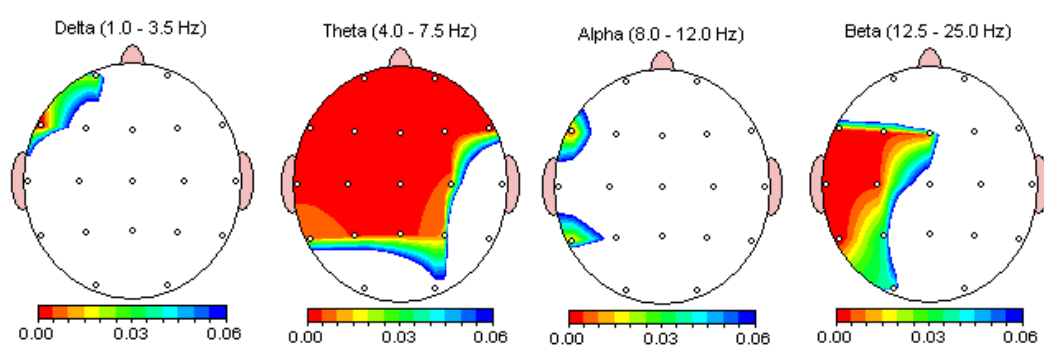 Delta (1.0 - 3.5 Hz)
Theta (4.0 - 7.5 Hz)
Alpha (8.0 - 12.0 Hz)
Beta (12.5 - 25.0 Hz)
0.00 0.03 0.06
0.00 0.03 0.06
0.00 0.03 0.06
0.00 0.03 0.06